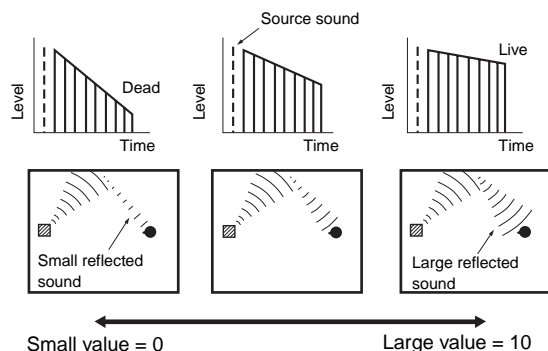 Source sound
Level
Dead
Time
Level
Time
Level
Live
Time
Small reflected
sound
Large reflected
sound
Small value = 0
Large value = 10